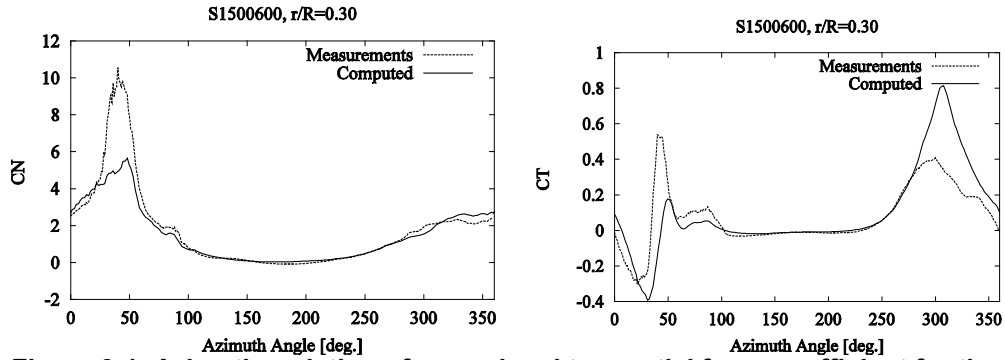 S1500600, r/R=0.30
12
10
8
6
4
2
0
-2
CN
Measurements
Computed
0 50 100 150 200 250 300 350
Azimuth Angle [deg.]
S1500600, r/R=0.30
1
0.8
0.6
0.4
0.2
0
-0.2
-0.4
CT
Measurements
Computed
0 50 100 150 200 250 300 350
Azimuth Angle [deg.]